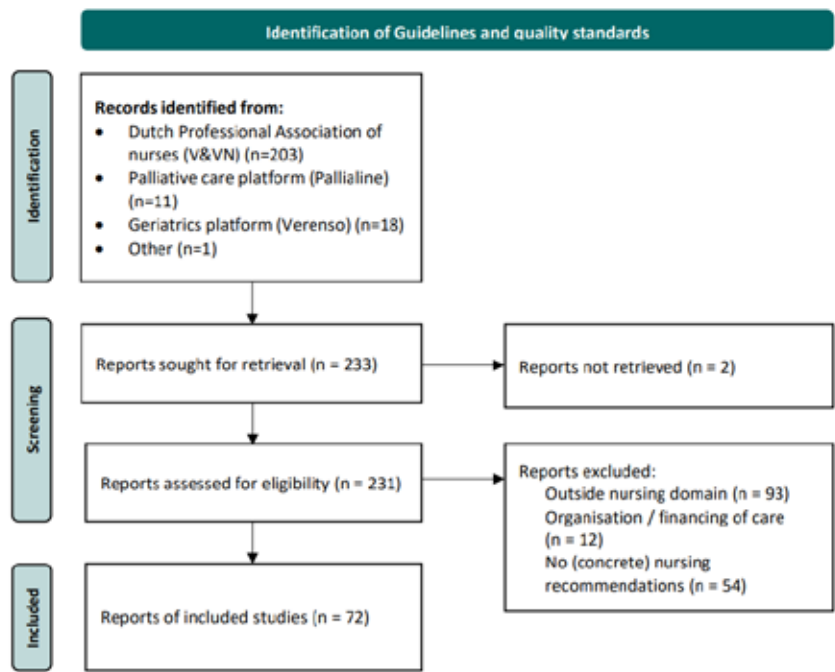 Identification of Guidelines and quality standards
Identification
Records identified from:
• Dutch Professional Association of
nurses (V&VN) (n=203)
• Palliative care platform (Pallialine)
(n=11)
• Geriatrics platform (Verenso) (n=18)
• Other (n=1)
Screening
Reports sought for retrieval (n = 233)
Reports not retrieved (n = 2)
Reports assessed for eligibility (n = 231)
Reports excluded:
Outside nursing domain (n = 93)
Organisation / financing of care
(n = 12)
No (concrete) nursing
recommendations (n = 54)
Included
Reports of included studies (n = 72)